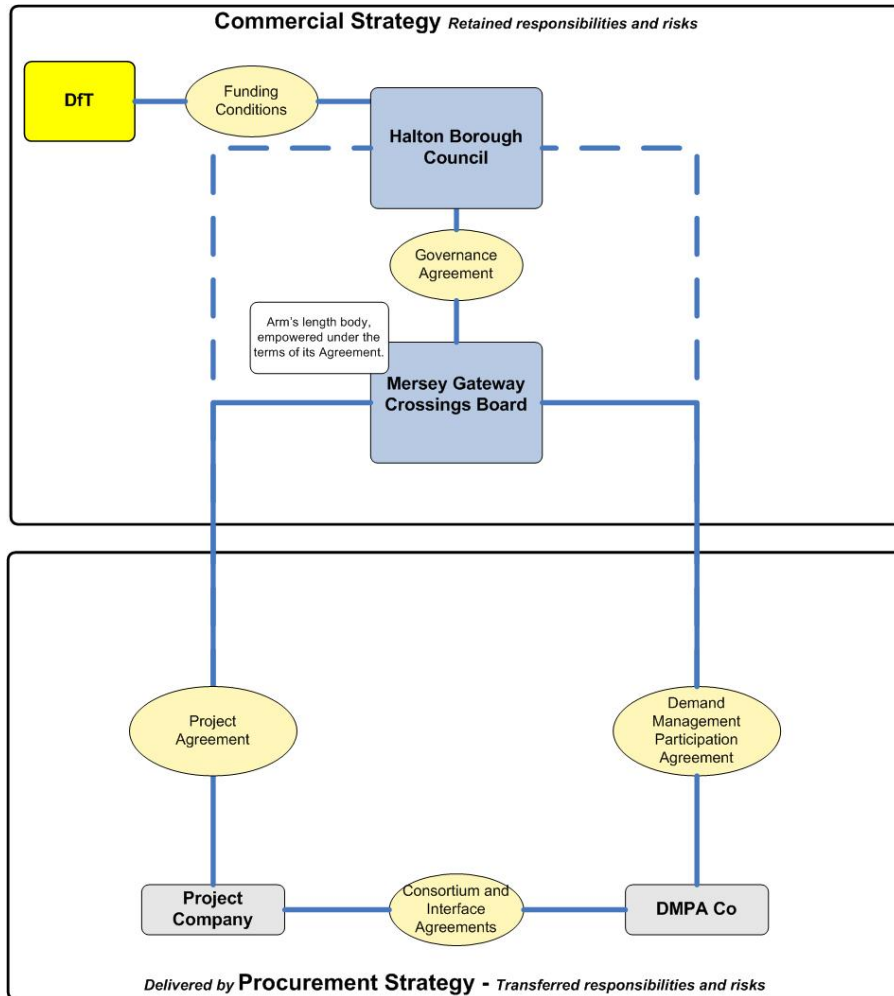 Commercial Strategy Retained responsibilities and risks
DfT
Funding
Conditions
Halton Borough
Council
Governance
Agreement
Arm's length body,
empowered under the
terms of its Agreement.
Mersey Gateway
Crossings Board
Project
Agreement
Demand
Management
Participation
Agreement
Project
Company
Consortium and
Interface
Agreements
DMPA Co
Delivered by Procurement Strategy - Transferred responsibilities and risks